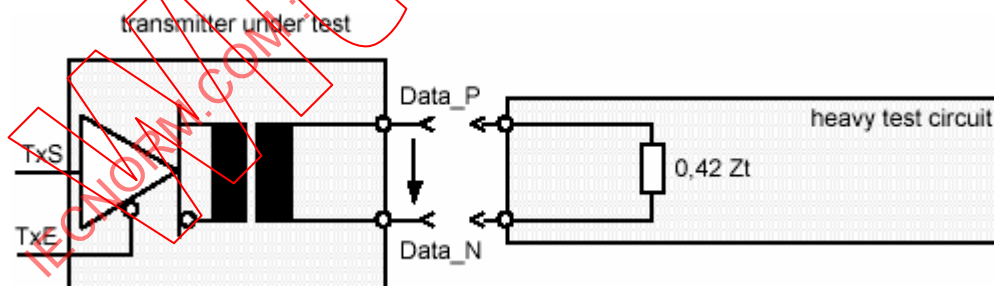 transmitter under test
Data_P
heavy test circuit
TxS
0,42 Zt
TxE
Data_N
IECNORM.COM